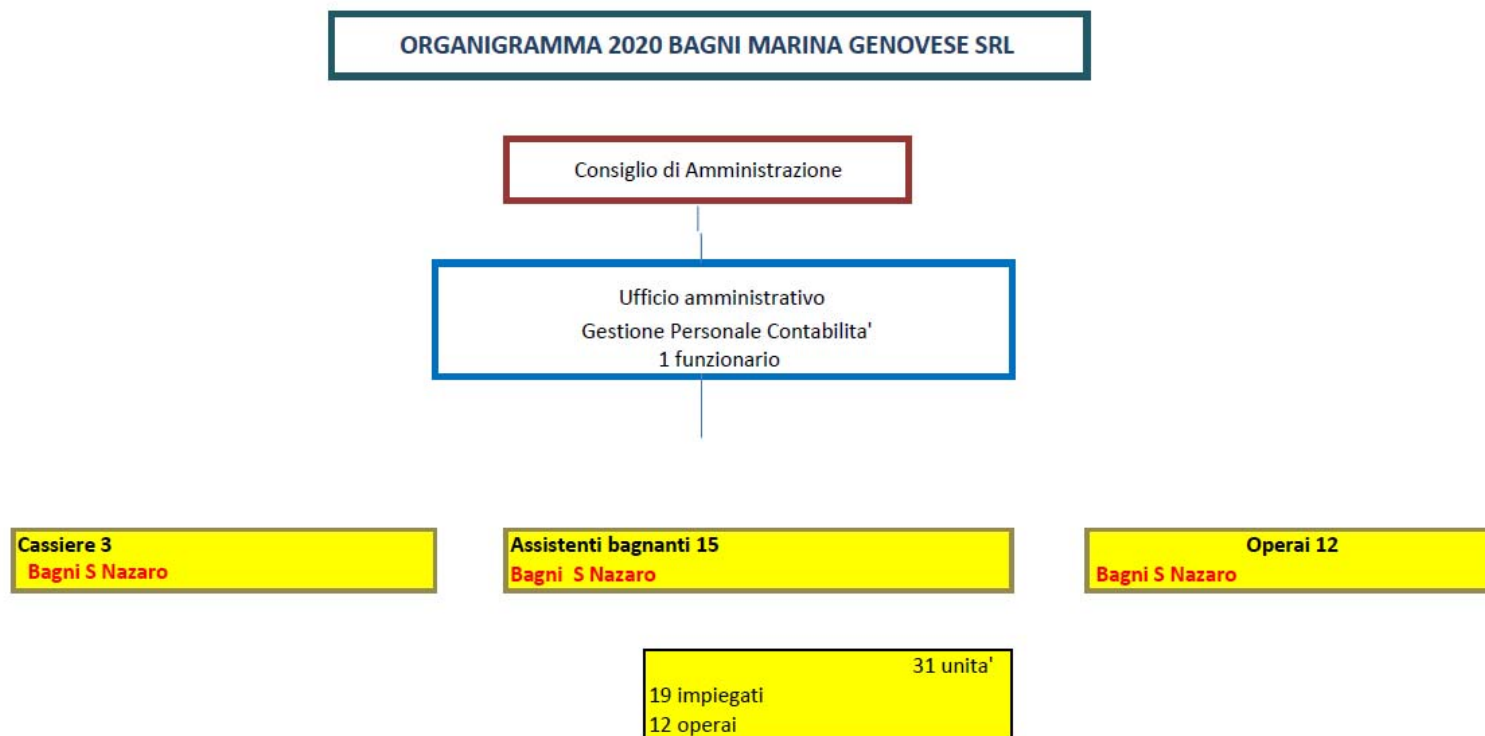 ORGANIGRAMMA 2020 BAGNI MARINA GENOVESE SRL
Consiglio di Amministrazione
Ufficio amministrativo
Gestione Personale Contabilita'
1 funzionario
Cassiere 3
Bagni S Nazaro
Assistenti bagnanti 15
Bagni S Nazaro
Operai 12
Bagni S Nazaro
31 unita'
19 impiegati
12 operai